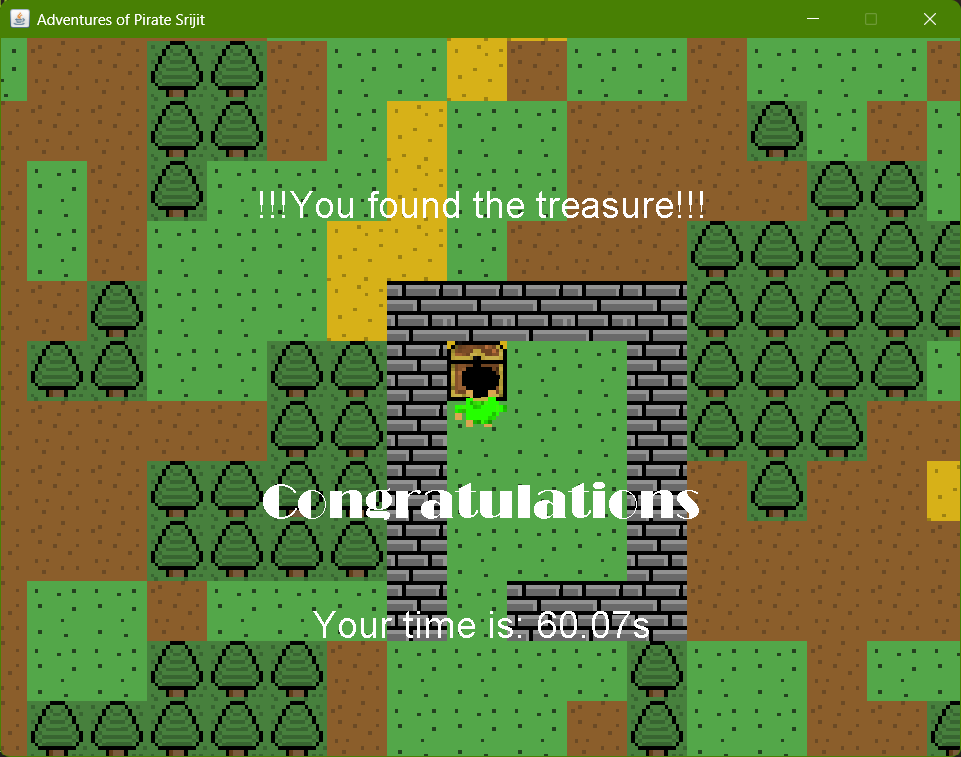 Adventures of Pirate Srijit
!!!You found the treasure!!!
Congratulations
Your time is: 60.07s